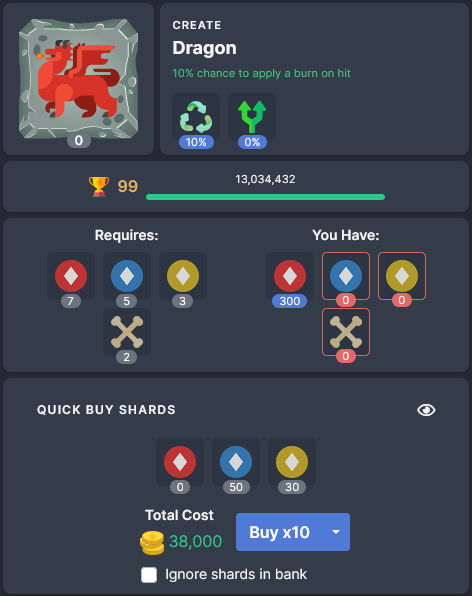 CREATE
Dragon
10% chance to apply a burn on hit
0
10%
0%
99
13,034,432
Requires:
You Have:
7
5
3
300
0
0
2
0
QUICK BUY SHARDS
0
50
30
Total Cost
38,000
Buy x10
Ignore shards in bank